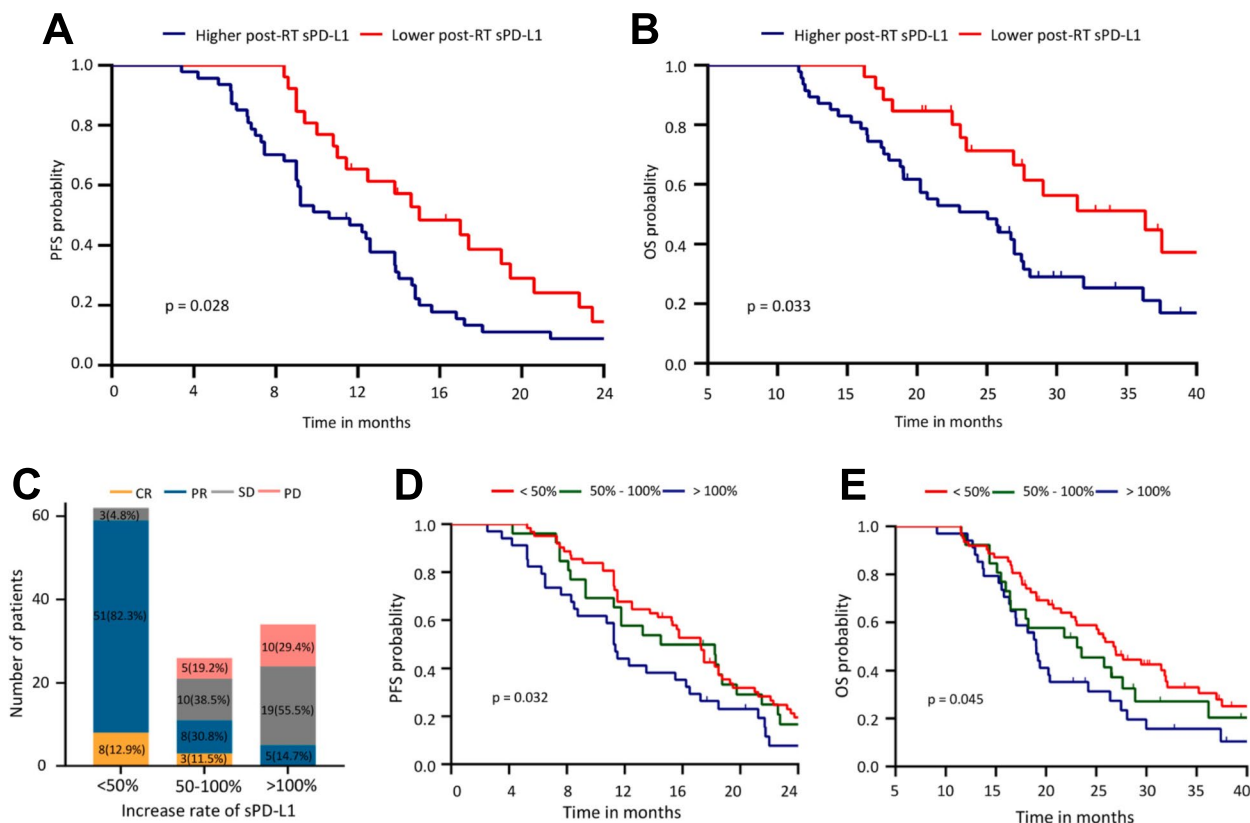 A
Higher post-RT sPD-L1 Lower post-RT sPD-L1
1.0
0.8
0.6
0.4
0.2
0.0
PFS probablity
p = 0.028
0 4 8 12 16 20 24
Time in months
B
Higher post-RT sPD-L1 Lower post-RT sPD-L1
1.0
0.8
0.6
0.4
0.2
0.0
OS probablity
p = 0.033
5 10 15 20 25 30 35 40
Time in months
C
CR PR SD PD
60
40
20
0
Number of patients
3(4.8%)
51(82.3%)
8(12.9%)
5(19.2%)
10(38.5%)
8(30.8%)
3(11.5%)
10(29.4%)
19(55.5%)
5(14.7%)
<50% 50-100% >100%
Increase rate of sPD-L1
D
< 50% 50% - 100% > 100%
1.0
0.8
0.6
0.4
0.2
0.0
PFS probablity
p = 0.032
0 4 8 12 16 20 24
Time in months
E
< 50% 50% - 100% > 100%
1.0
0.8
0.6
0.4
0.2
0.0
OS probablity
p = 0.045
5 10 15 20 25 30 35 40
Time in months